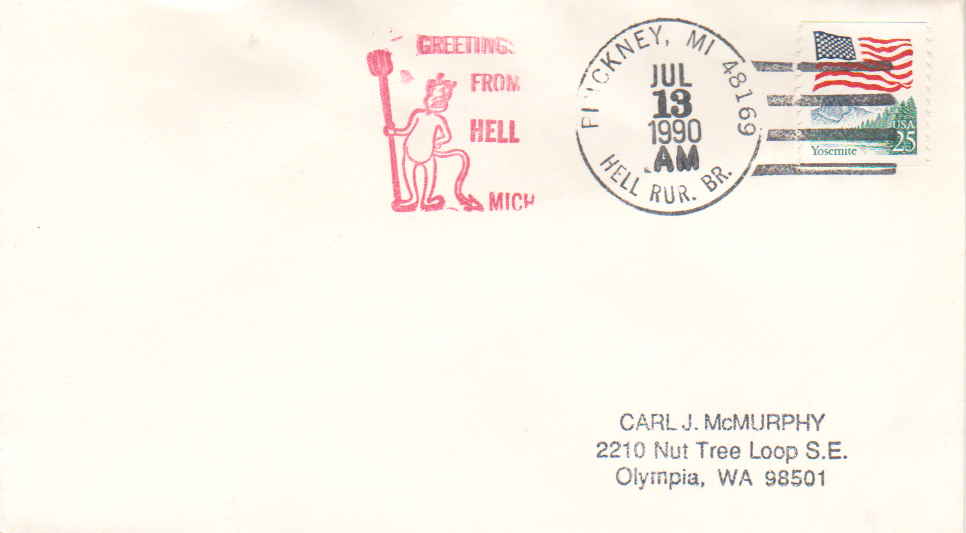 GREETINGS
FROM
HELL
MICH
PINCKNEY, MI 48169
JUL
13
1990
AM
HELL RUR. BR.
USA
25
Yosemite
CARL J. McMURPHY
2210 Nut Tree Loop S.E.
Olympia, WA 98501